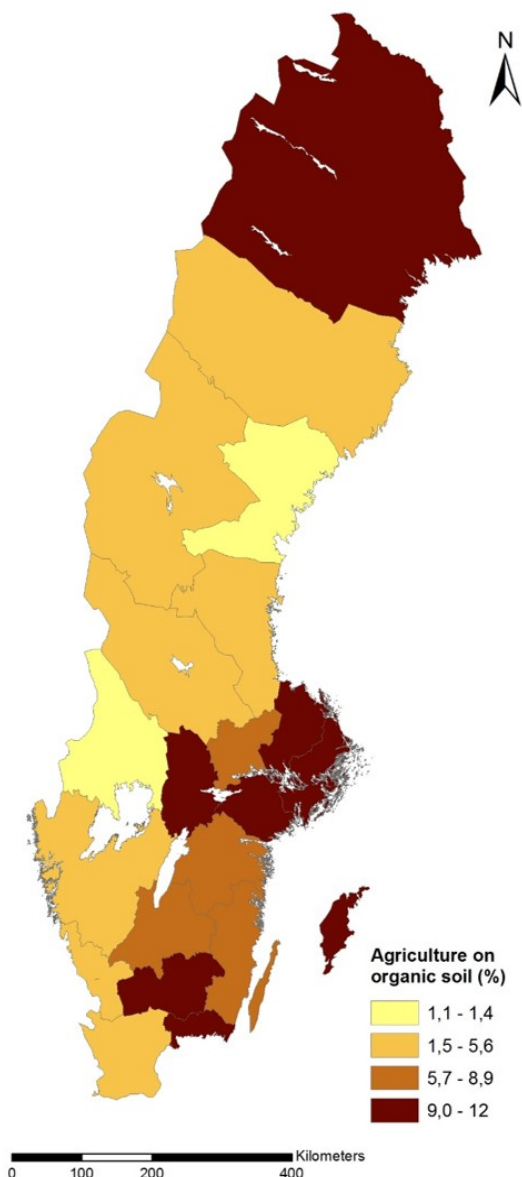 N
Agriculture on
organic soil (%)
1,1 - 1,4
1,5 - 5,6
5,7 - 8,9
9,0 - 12
Kilometers
0 100 200 400